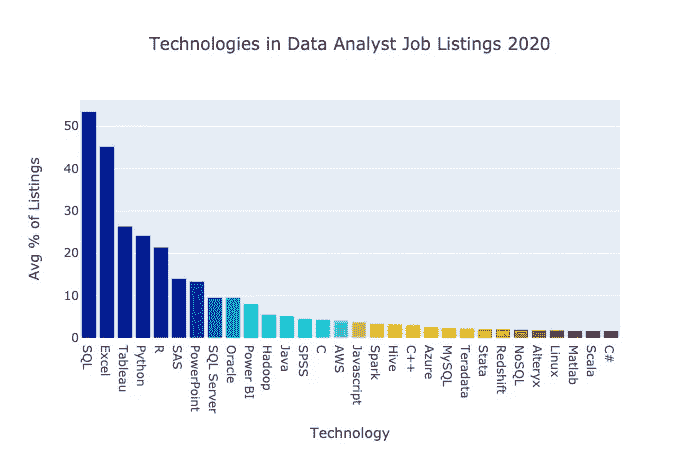 Technologies in Data Analyst Job Listings 2020
Avg % of Listings
50
40
30
20
10
0
SQL
Excel
Tableau
Python
R
SAS
PowerPoint
SQL Server
Oracle
Power BI
Hadoop
Java
SPSS
C
AWS
Javascript
Spark
Hive
C++
Azure
MySQL
Teradata
Stata
Redshift
NoSQL
Alteryx
Linux
Matlab
Scala
C#
Technology